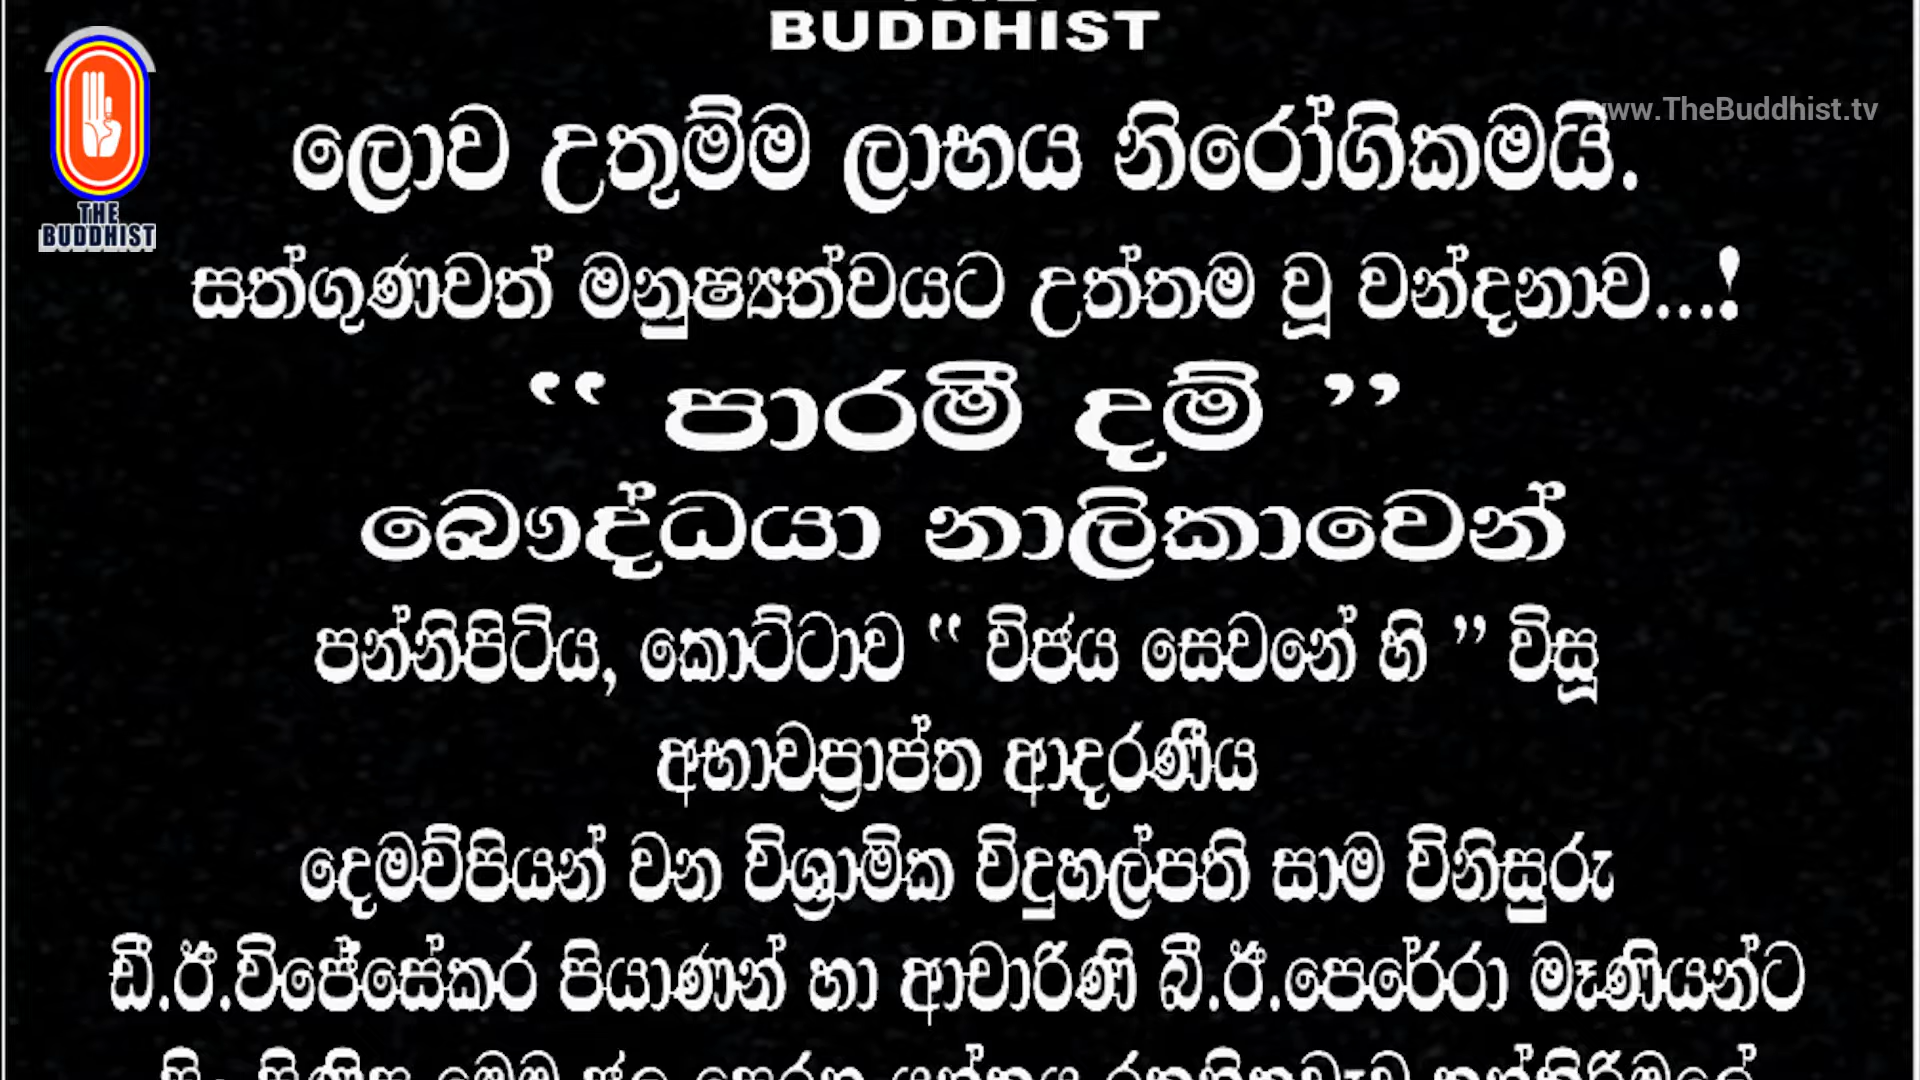 BUDDHIST
THE
BUDDHIST
www.TheBuddhist.tv
ලොව උතුම්ම ලාභය නිරෝගිකමයි.
සත්ගුණවත් මනුෂ්‍යත්වයට උත්තම වූ වන්දනාව...!
“ පාරමී දම් ”
බෞද්ධයා නාලිකාවෙන්
පන්නිපිටිය, කොට්ටාව “ විජය සෙවනේ හි ” විසූ
අභාවප්‍රාප්ත ආදරණීය
දෙමව්පියන් වන විශ්‍රාමික විදුහල්පති සාම විනිසුරු
ඩී.ඊ.විජේසේකර පියාණන් හා ආචාරිණි බී.ඊ.පෙරේරා මෑණියන්ට